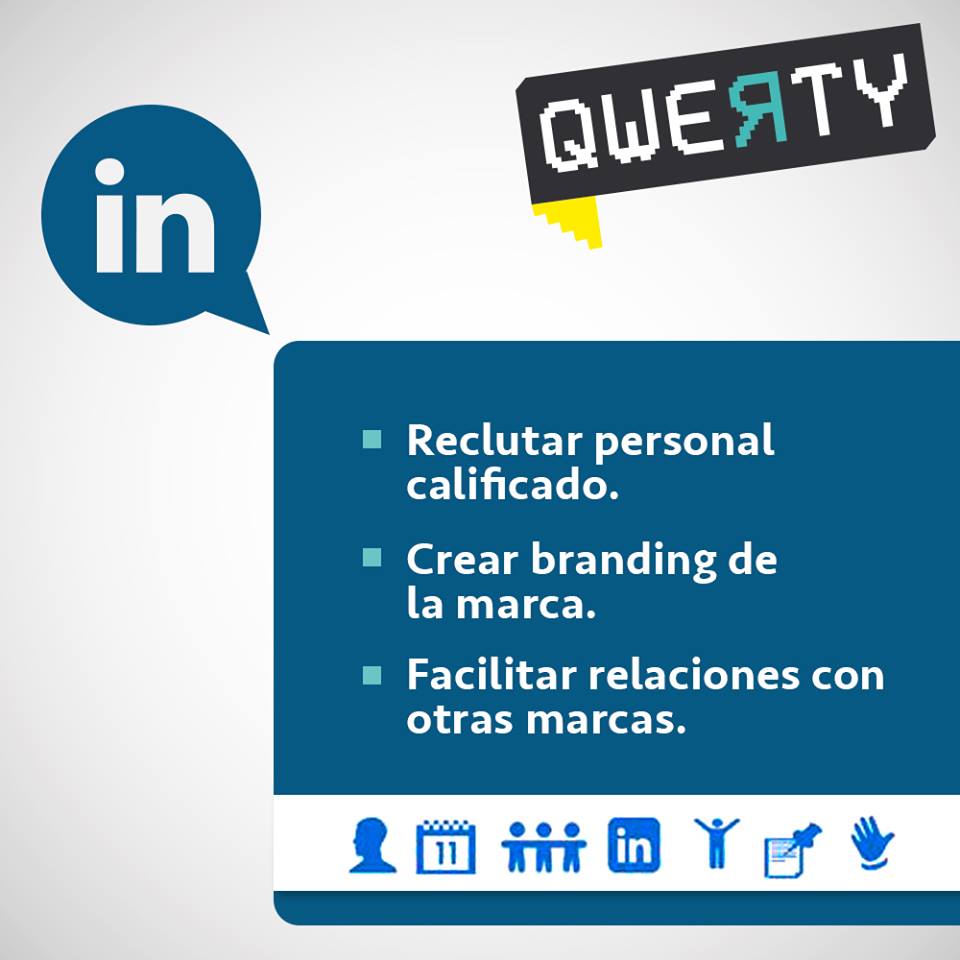 QWERTY
in
Reclutar personal
calificado.
Crear branding de
la marca.
Facilitar relaciones con
otras marcas.
11
in